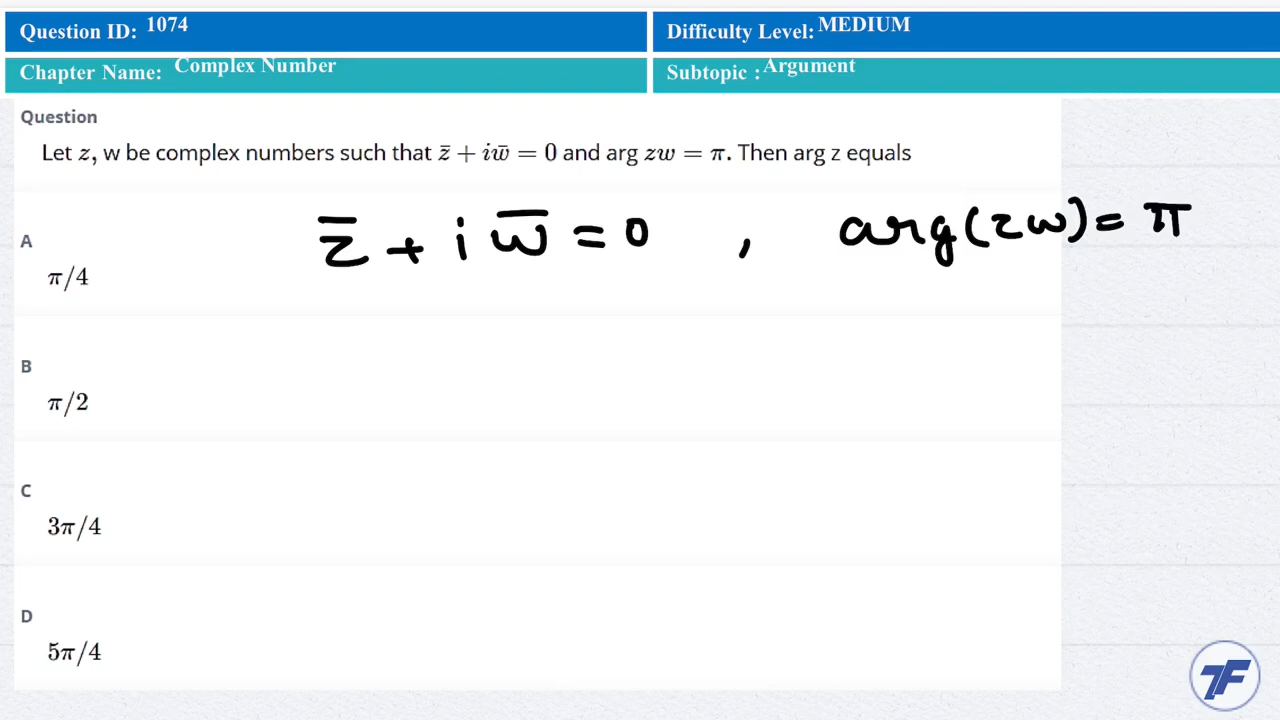 Question ID: 1074
Difficulty Level: MEDIUM
Chapter Name: Complex Number
Subtopic : Argument
Question
Let z, w be complex numbers such that z̄ + iw̄ = 0 and arg zw = π. Then arg z equals
z̄ + i w̄ = 0 , arg(zw) = π
A
π/4
B
π/2
C
3π/4
D
5π/4
TF